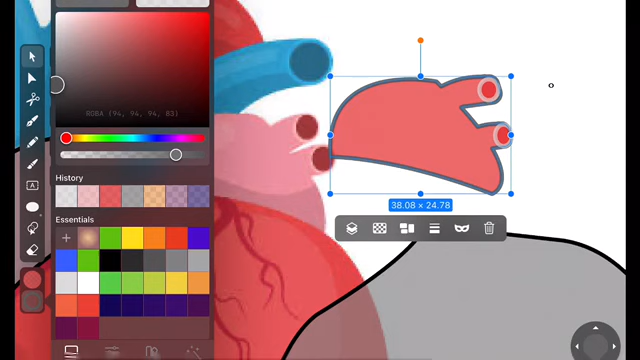 RGBA (94, 94, 94, 83)
History
Essentials
38.08 × 24.78
A